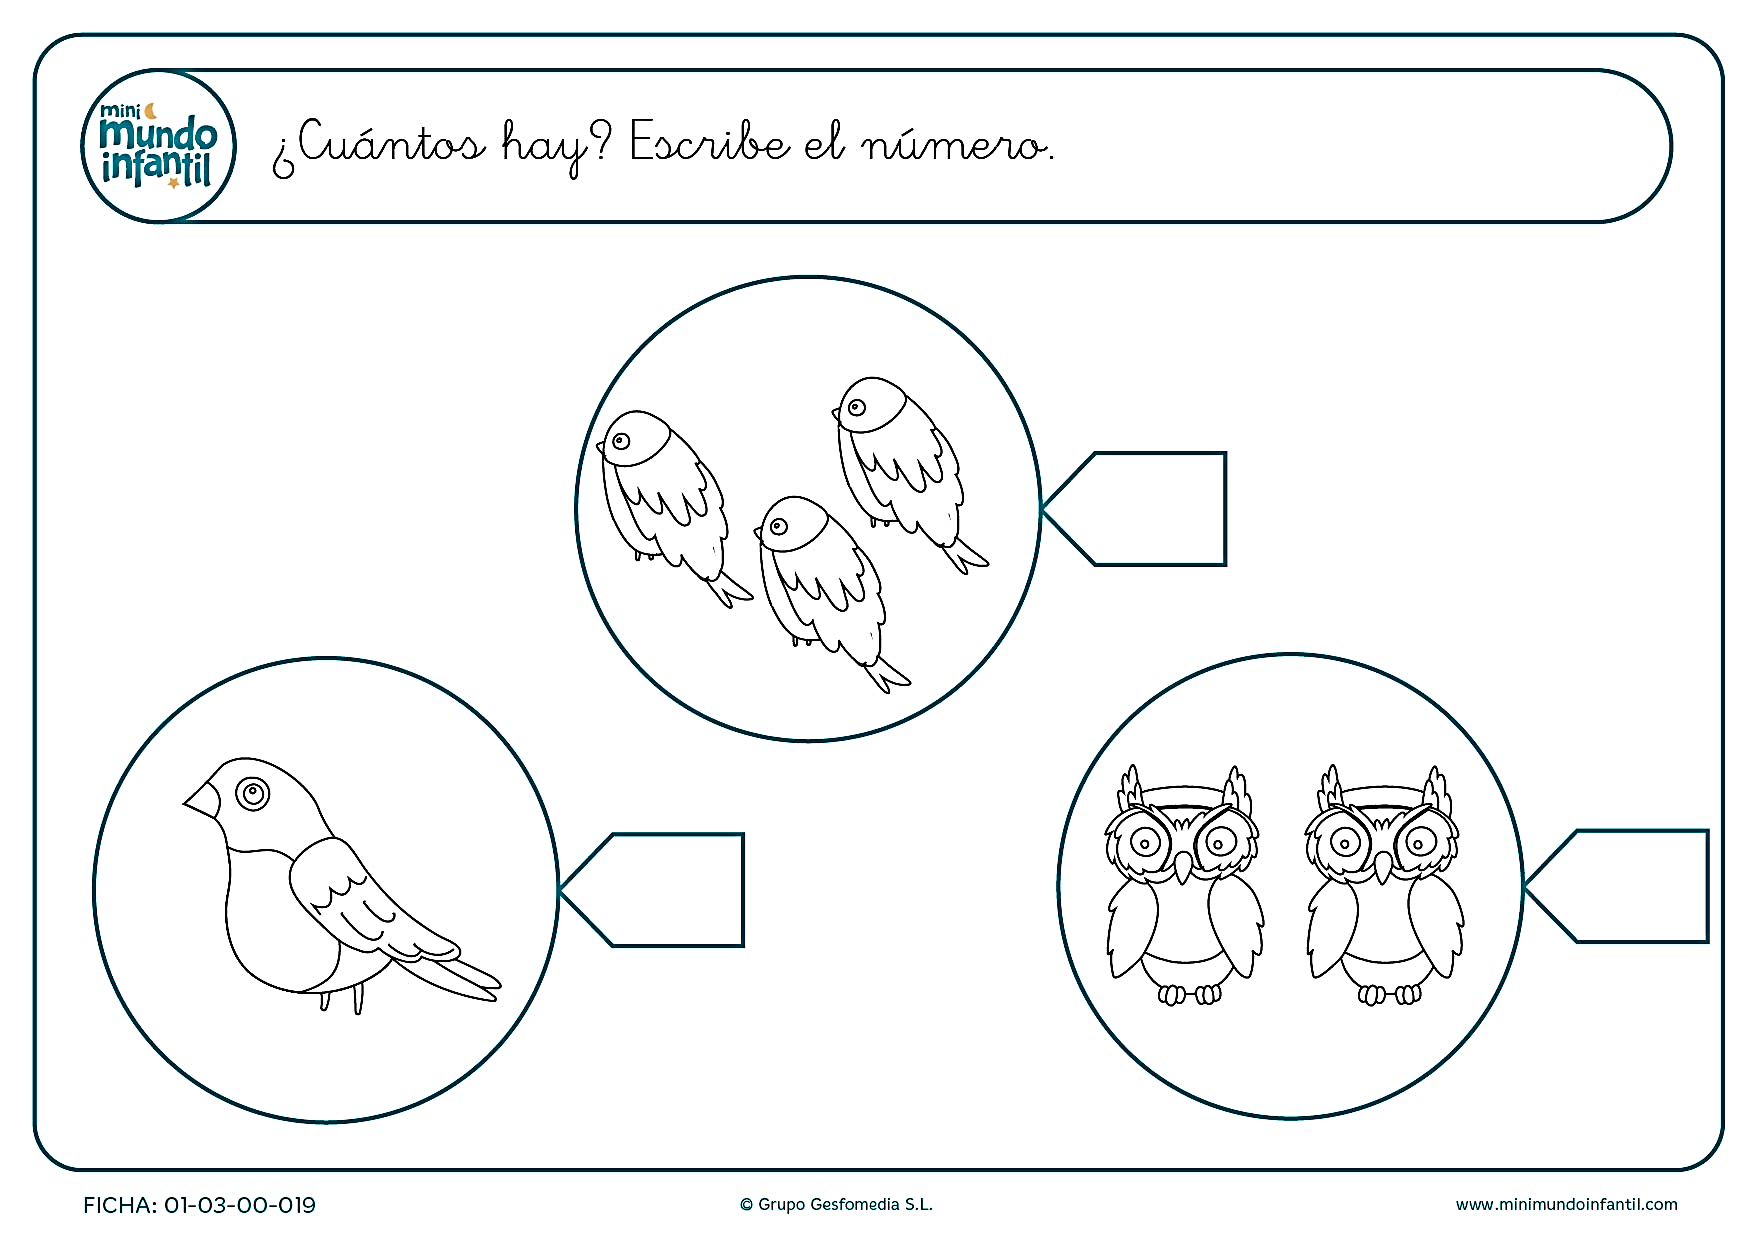 mini
mundo
infantil
¿Cuántos hay? Escribe el número.
FICHA: 01-03-00-019
© Grupo Gesfomedia S.L.
www.minimundoinfantil.com